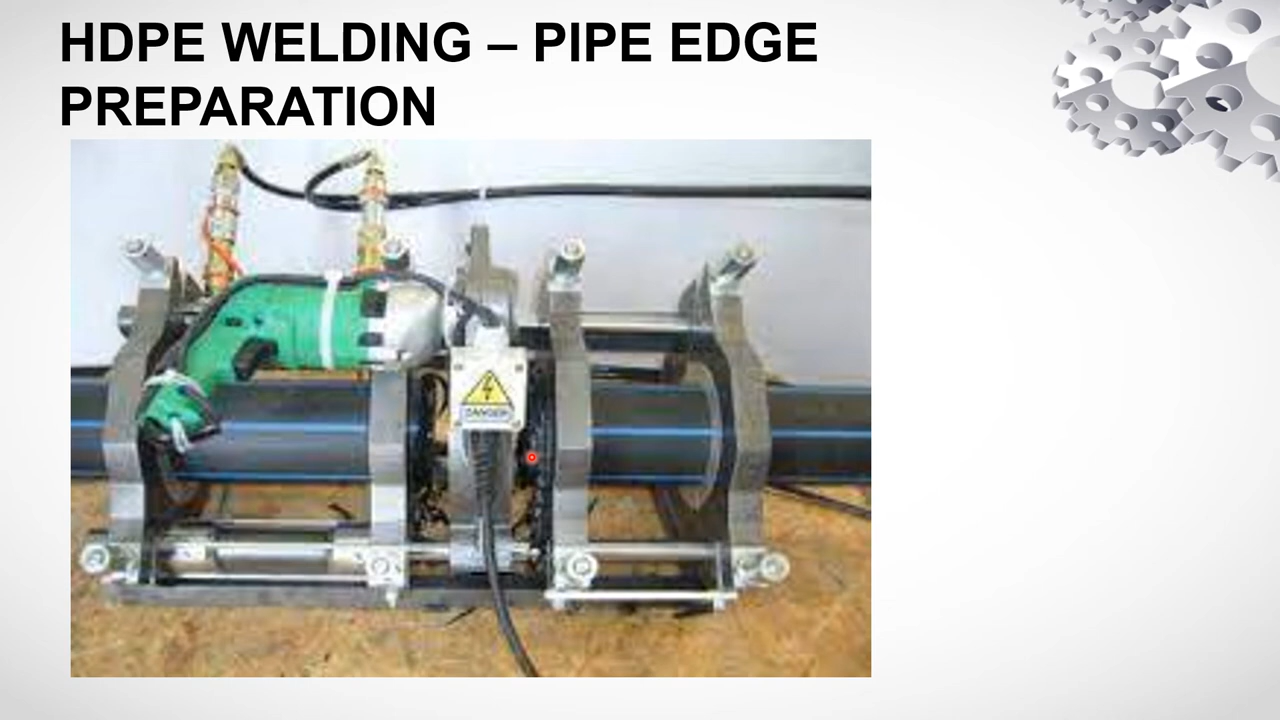 HDPE WELDING – PIPE EDGE
PREPARATION
DANGER